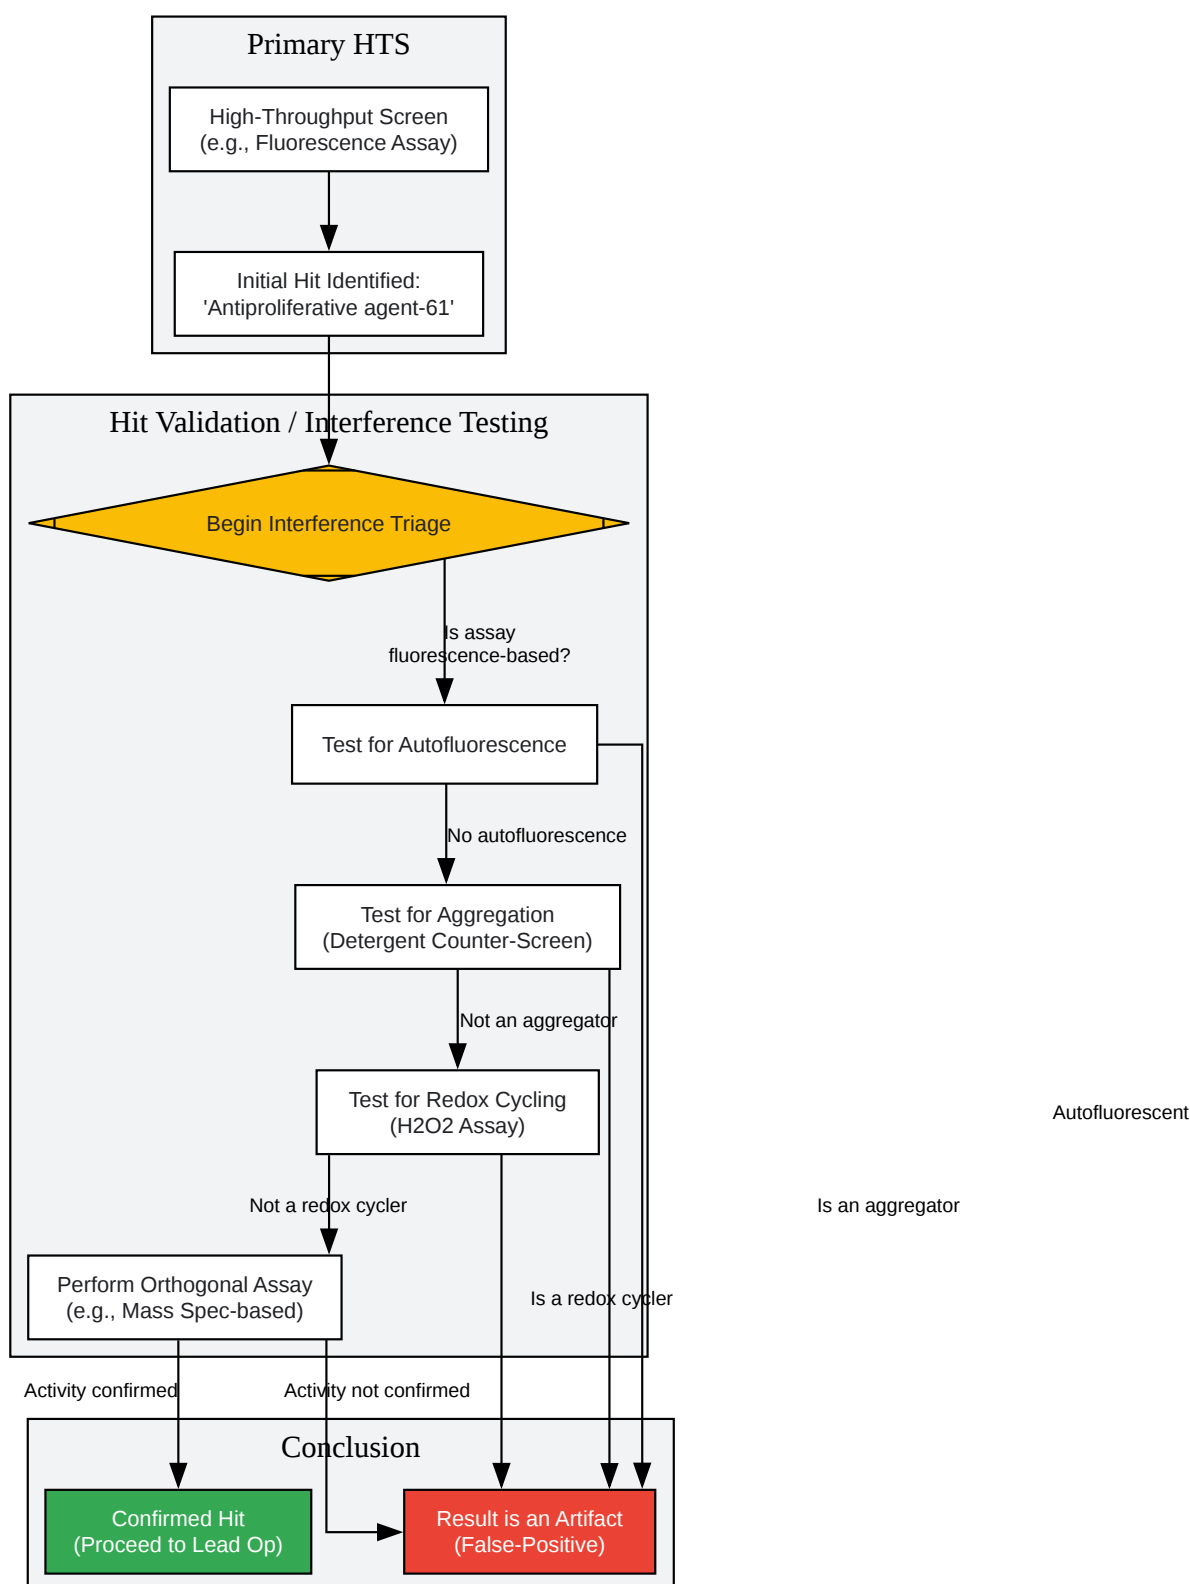 Primary HTS
High-Throughput Screen
(e.g., Fluorescence Assay)
Initial Hit Identified:
'Antiproliferative agent-61'
Hit Validation / Interference Testing
Begin Interference Triage
Is assay
fluorescence-based?
Test for Autofluorescence
No autofluorescence
Test for Aggregation
(Detergent Counter-Screen)
Not an aggregator
Test for Redox Cycling
(H2O2 Assay)
Autofluorescent
Not a redox cycler
Is an aggregator
Perform Orthogonal Assay
(e.g., Mass Spec-based)
Is a redox cycler
Activity confirmed
Activity not confirmed
Conclusion
Confirmed Hit
(Proceed to Lead Op)
Result is an Artifact
(False-Positive)